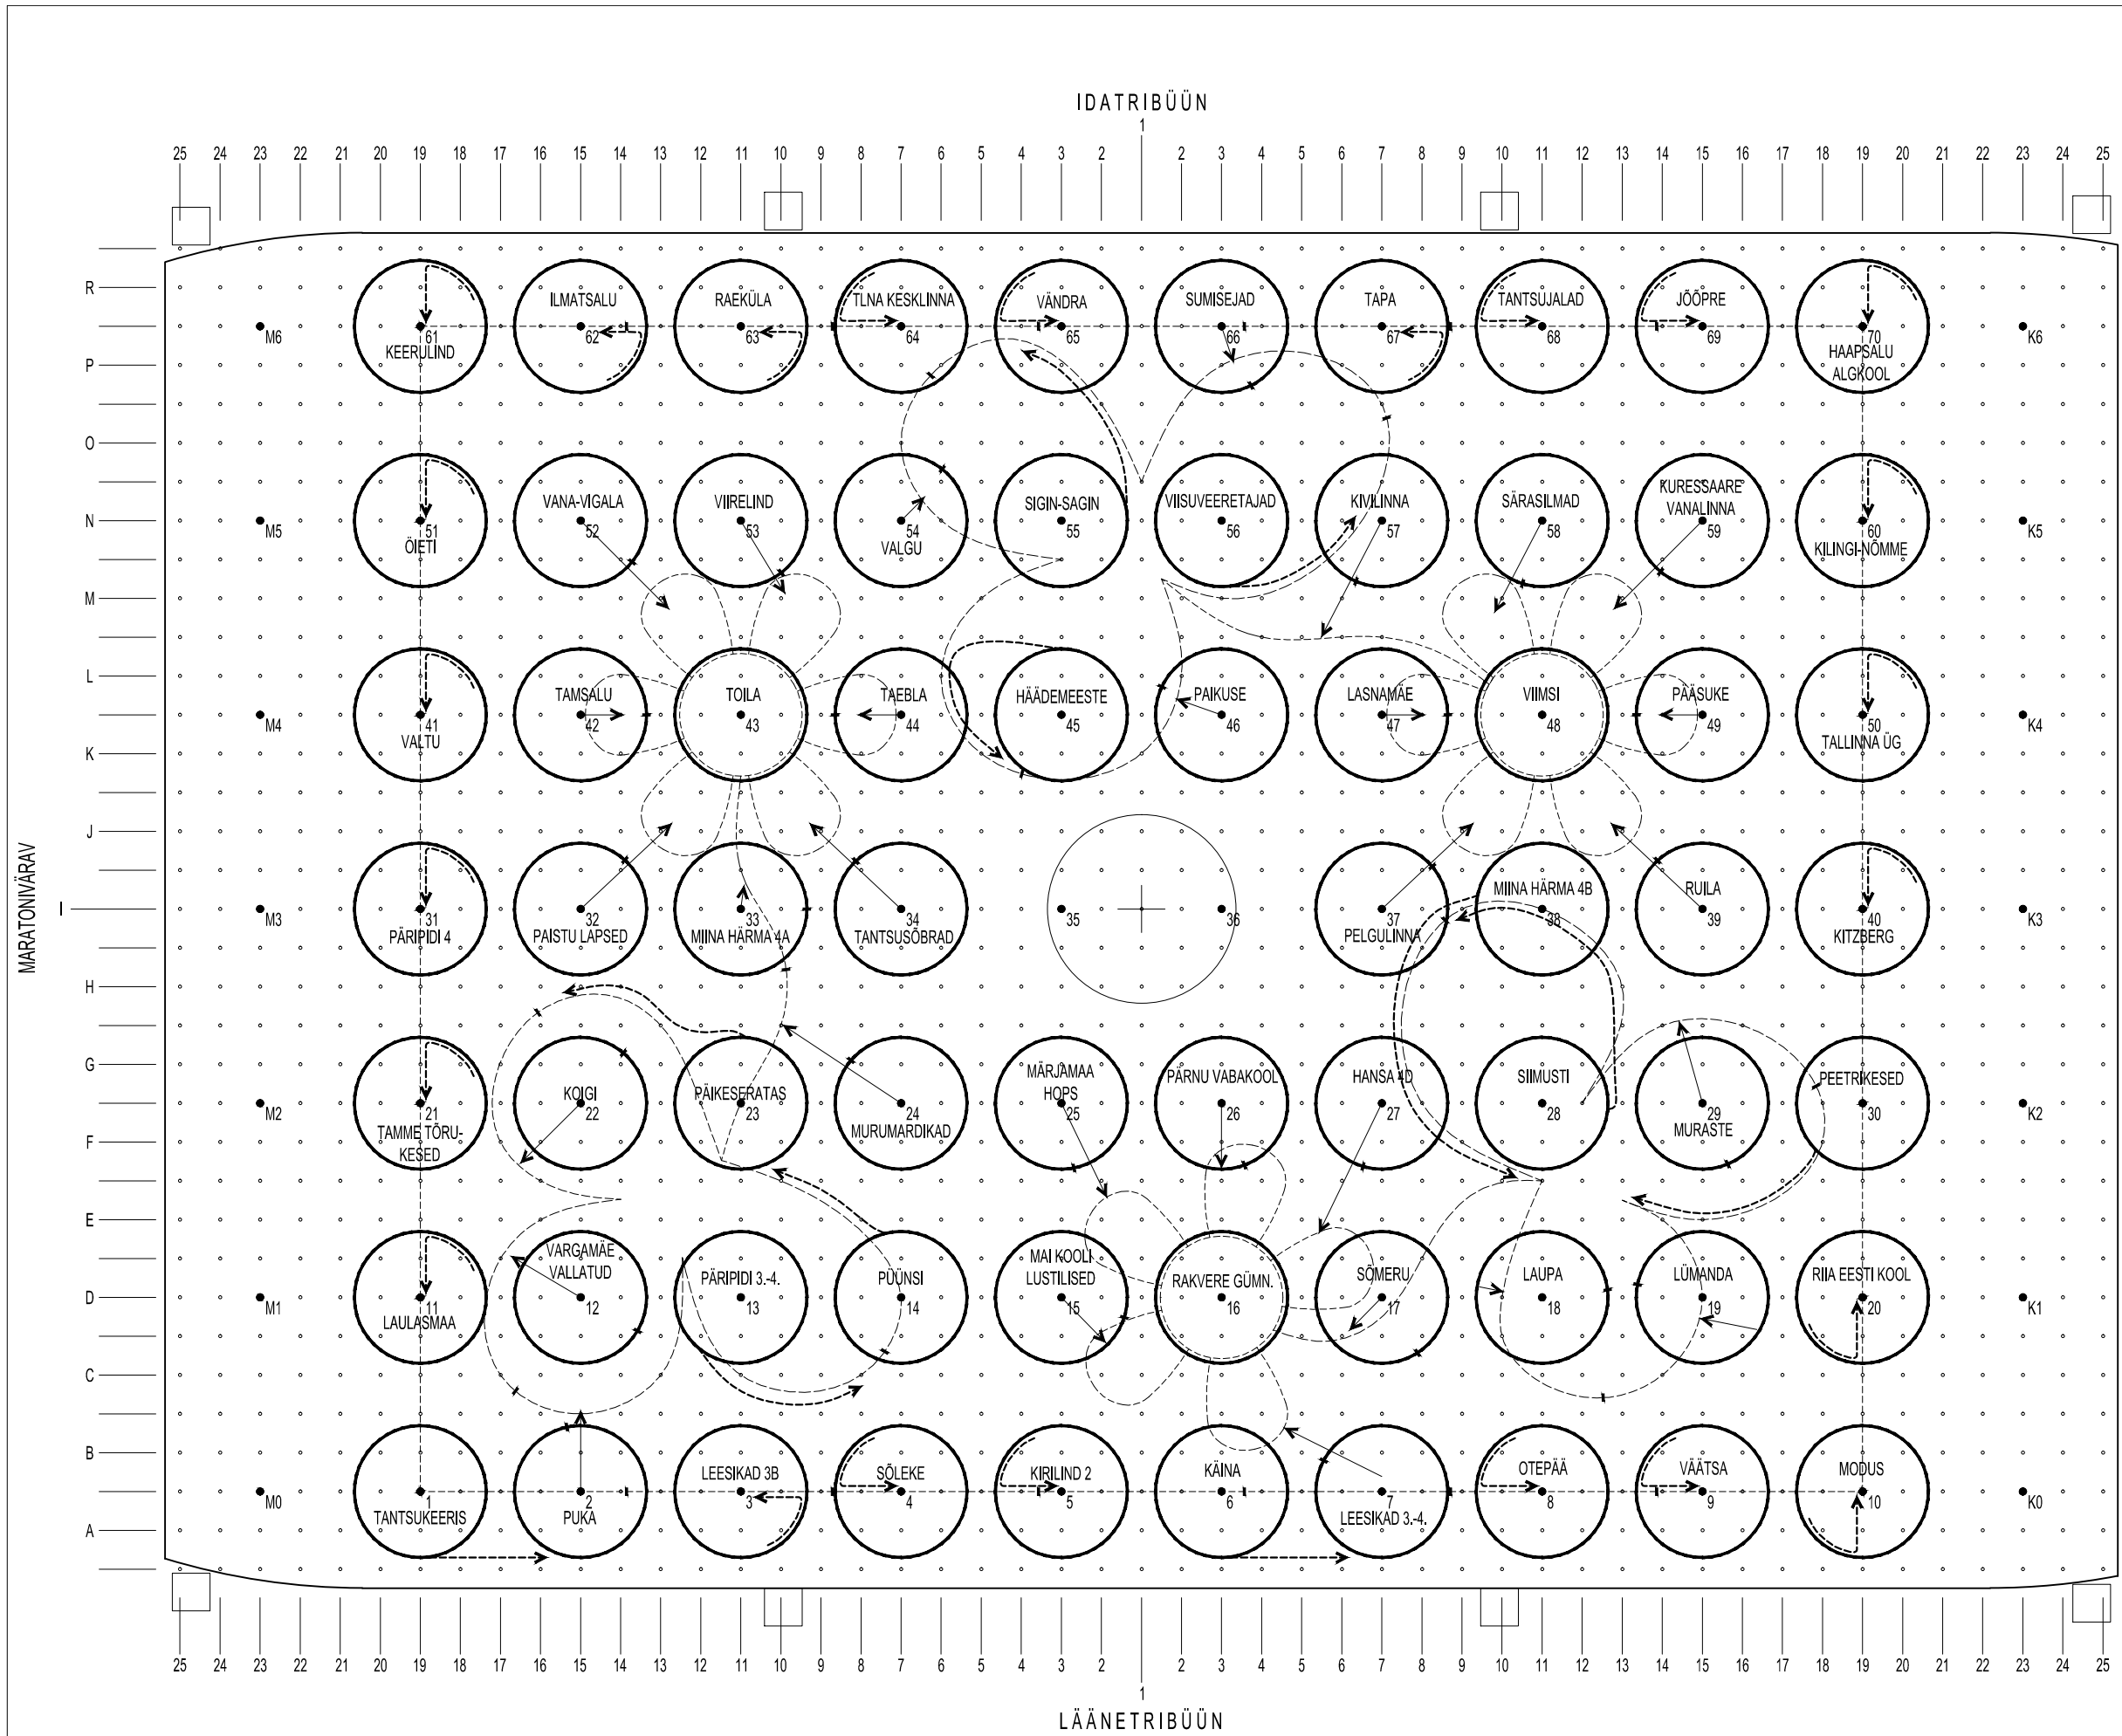 IDATRIBÜÜN
1
25 24 23 22 21 20 19 18 17 16 15 14 13 12 11 10 9 8 7 6 5 4 3 2 2 3 4 5 6 7 8 9 10 11 12 13 14 15 16 17 18 19 20 21 22 23 24 25
R
ILMATSALU RAEKÜLA TLNA KESKLINNA VÄNDRA SUMISEJAD TAPA TANTSUJALAD JÕÕPRE
M6 61 62 63 64 65 66 67 68 69 70 K6
KEERULIND HAAPSALU
ALGKOOL
P
O
VANA-VIGALA VIIRELIND SIGIN-SAGIN VIISUVEERETAJAD KIVILINNA SÄRASILMAD KURESSAARE
VANALINNA
N
M5 51 52 53 54 55 56 57 58 59 60 K5
ÕIETI VALGU KILINGI-NÕMME
M
L
TAMSALU TOILA TAEBLA HÄÄDEMEESTE PAIKUSE LASNAMÄE VIIMSI PÄÄSUKE
M4 41 42 43 44 45 46 47 48 49 50 K4
VALTU TALLINNA ÜG
K
J
MARATONIVÄRAV
MIINA HÄRMA 4B RUILA
I
M3 31 32 33 34 35 36 37 38 39 40 K3
PÄRIPIDI 4 PAISTU LAPSED MIINA HÄRMA 4A TANTSUSÕBRAD PELGULINNA KITZBERG
H
G
KOIGI PÄIKESERATAS MÄRJAMAA
HOPS PÄRNU VABAKOOL HANSA 4D SIIMUSTI PEETRIKESED
M2 21 22 23 24 25 26 27 28 29 30 K2
TAMME TÕRU-
KESED MURUMARDIKAD MURASTE
F
E
VARGAMÄE
VALLATUD PÄRIPIDI 3.-4. PÜÜNSI MAI KOOLI
LUSTILISED RAKVERE GÜMN. SÕMERU LAUPA LÜMANDA RIIA EESTI KOOL
D
M1 11 12 13 14 15 16 17 18 19 20 K1
LAULASMAA
C
B
LEESIKAD 3B SÕLEKE KIRILIND 2 KÄINA OTEPÄÄ VÄÄTSA MODUS
M0 1 2 3 4 5 6 7 8 9 10 K0
TANTSUKEERIS PUKA LEESIKAD 3.-4.
A
25 24 23 22 21 20 19 18 17 16 15 14 13 12 11 10 9 8 7 6 5 4 3 2 2 3 4 5 6 7 8 9 10 11 12 13 14 15 16 17 18 19 20 21 22 23 24 25
1
LÄÄNETRIBÜÜN